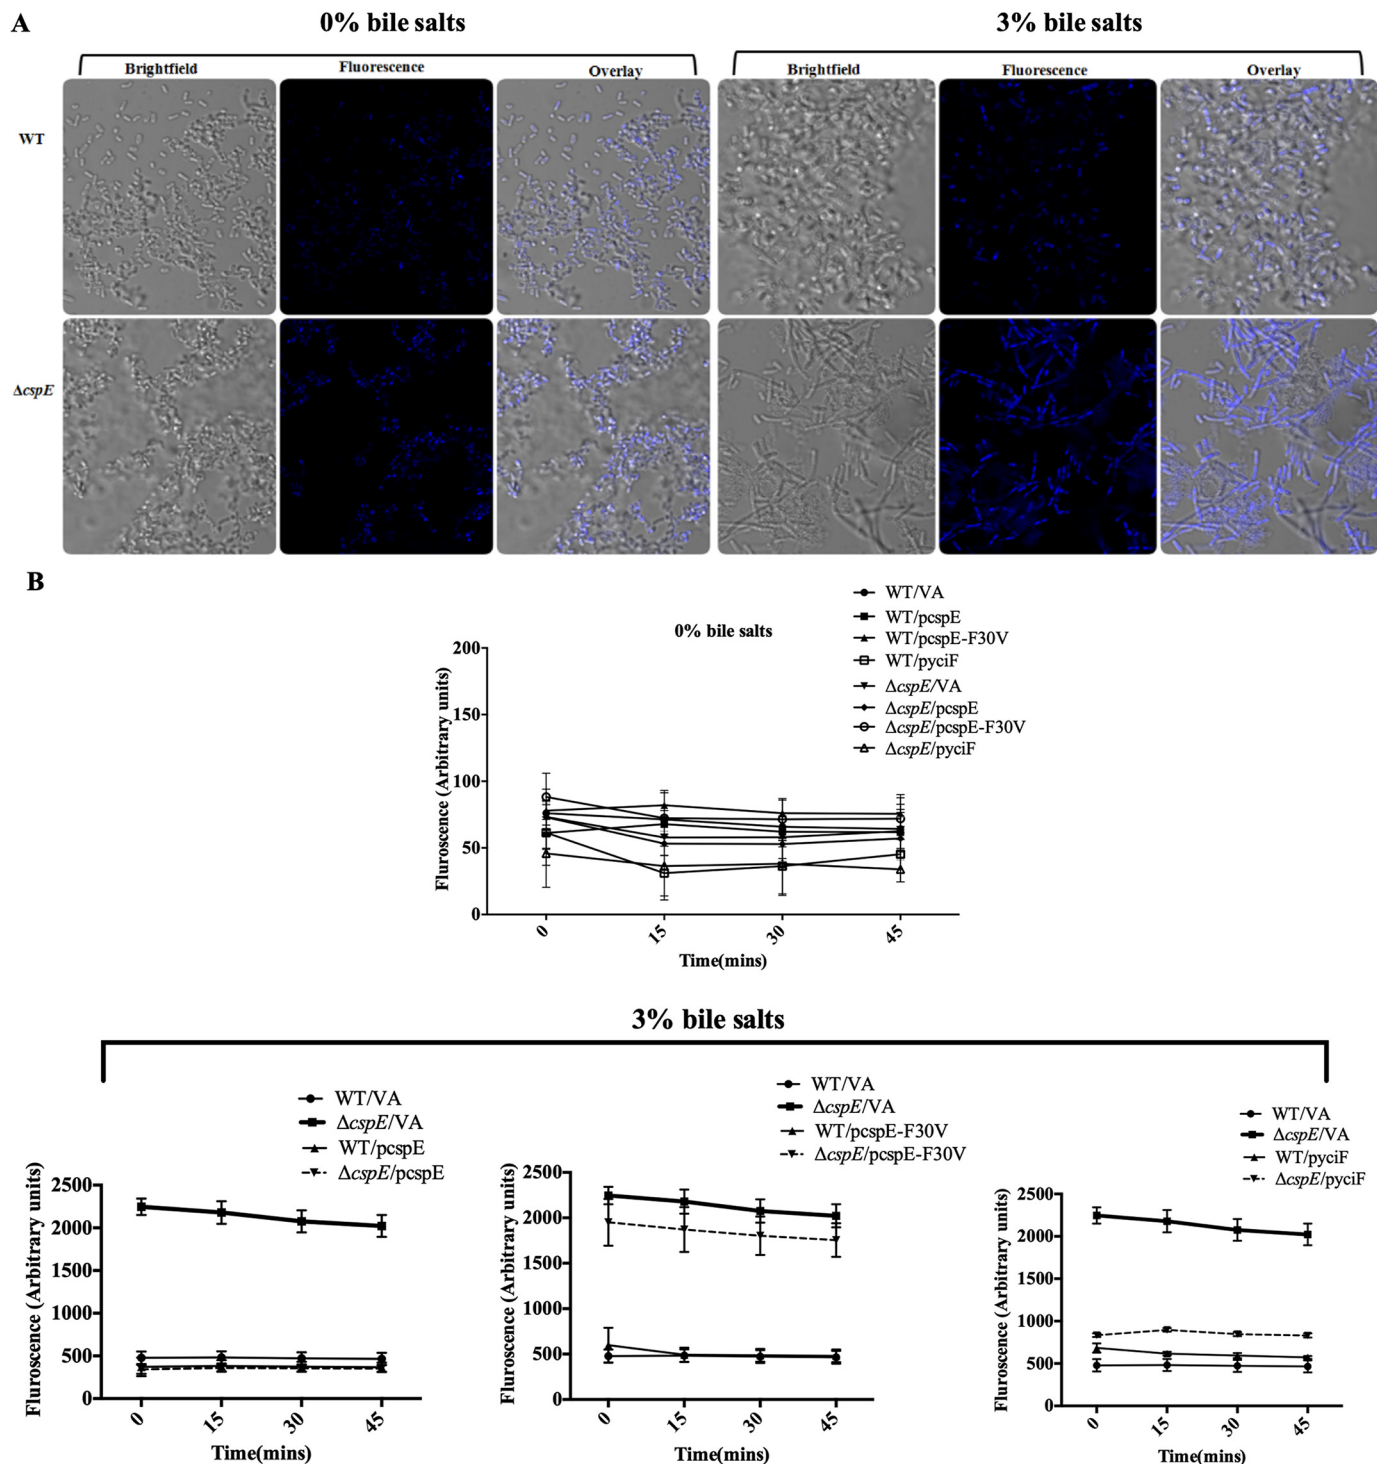 A
0% bile salts
3% bile salts
Brightfield
Fluorescence
Overlay
Brightfield
Fluorescence
Overlay
WT
ΔcspE
B
0% bile salts
WT/VA
WT/pcspE
WT/pcspE-F30V
WT/pyciF
ΔcspE/VA
ΔcspE/pcspE
ΔcspE/pcspE-F30V
ΔcspE/pyciF
Fluroscence (Arbitrary units)
200
150
100
50
0
0
15
30
45
Time(mins)
3% bile salts
WT/VA
ΔcspE/VA
WT/pcspE
ΔcspE/pcspE
Fluroscence (Arbitrary units)
2500
2000
1500
1000
500
0
0
15
30
45
Time(mins)
WT/VA
ΔcspE/VA
WT/pcspE-F30V
ΔcspE/pcspE-F30V
Fluroscence (Arbitrary units)
2500
2000
1500
1000
500
0
0
15
30
45
Time(mins)
WT/VA
ΔcspE/VA
WT/pyciF
ΔcspE/pyciF
Fluroscence (Arbitrary units)
2500
2000
1500
1000
500
0
0
15
30
45
Time(mins)